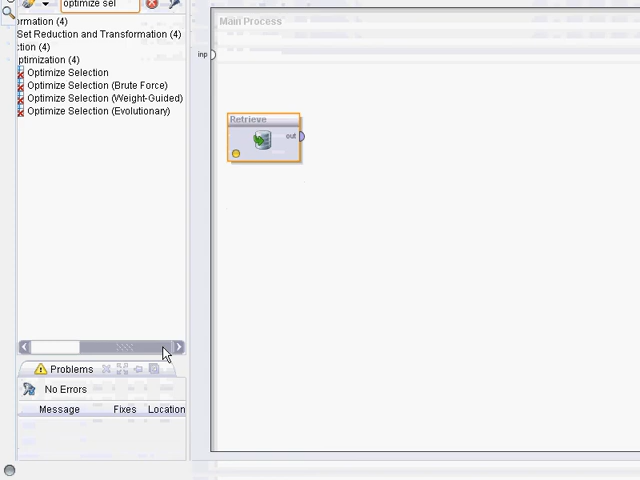 optimize sel
ormation (4)
Set Reduction and Transformation (4)
ction (4)
ptimization (4)
Optimize Selection
Optimize Selection (Brute Force)
Optimize Selection (Weight-Guided)
Optimize Selection (Evolutionary)
Problems
No Errors
Message Fixes Location
Main Process
inp
Retrieve
out